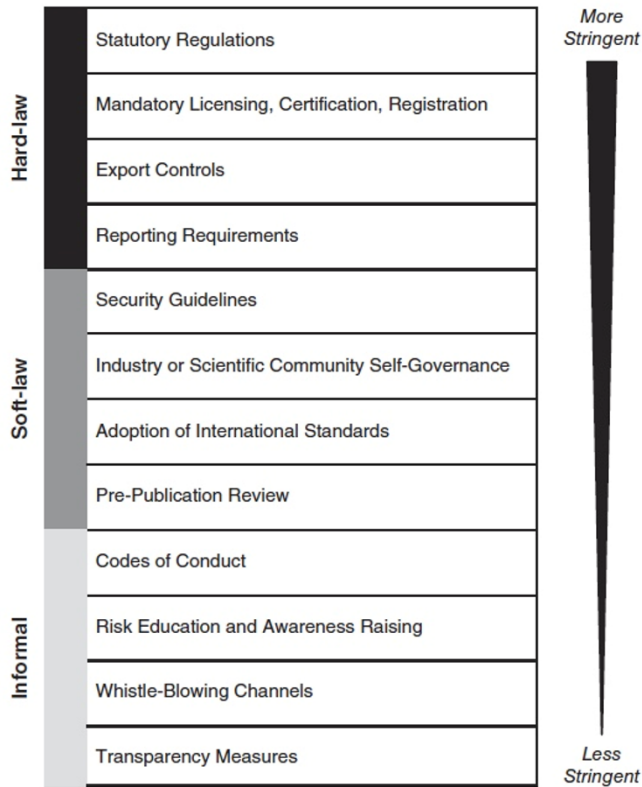 More
Stringent
Hard-law
Statutory Regulations
Mandatory Licensing, Certification, Registration
Export Controls
Reporting Requirements
Soft-law
Security Guidelines
Industry or Scientific Community Self-Governance
Adoption of International Standards
Pre-Publication Review
Informal
Codes of Conduct
Risk Education and Awareness Raising
Whistle-Blowing Channels
Transparency Measures
Less
Stringent